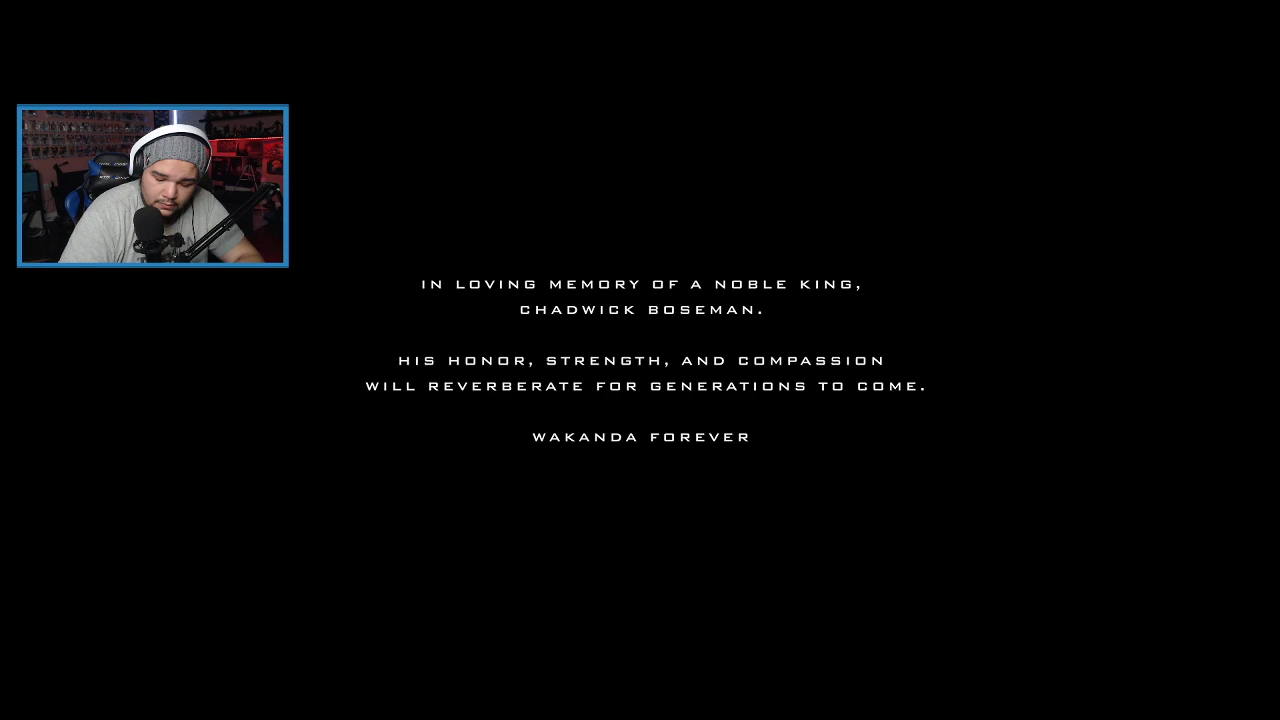 IN LOVING MEMORY OF A NOBLE KING,
CHADWICK BOSEMAN.
HIS HONOR, STRENGTH, AND COMPASSION
WILL REVERBERATE FOR GENERATIONS TO COME.
WAKANDA FOREVER